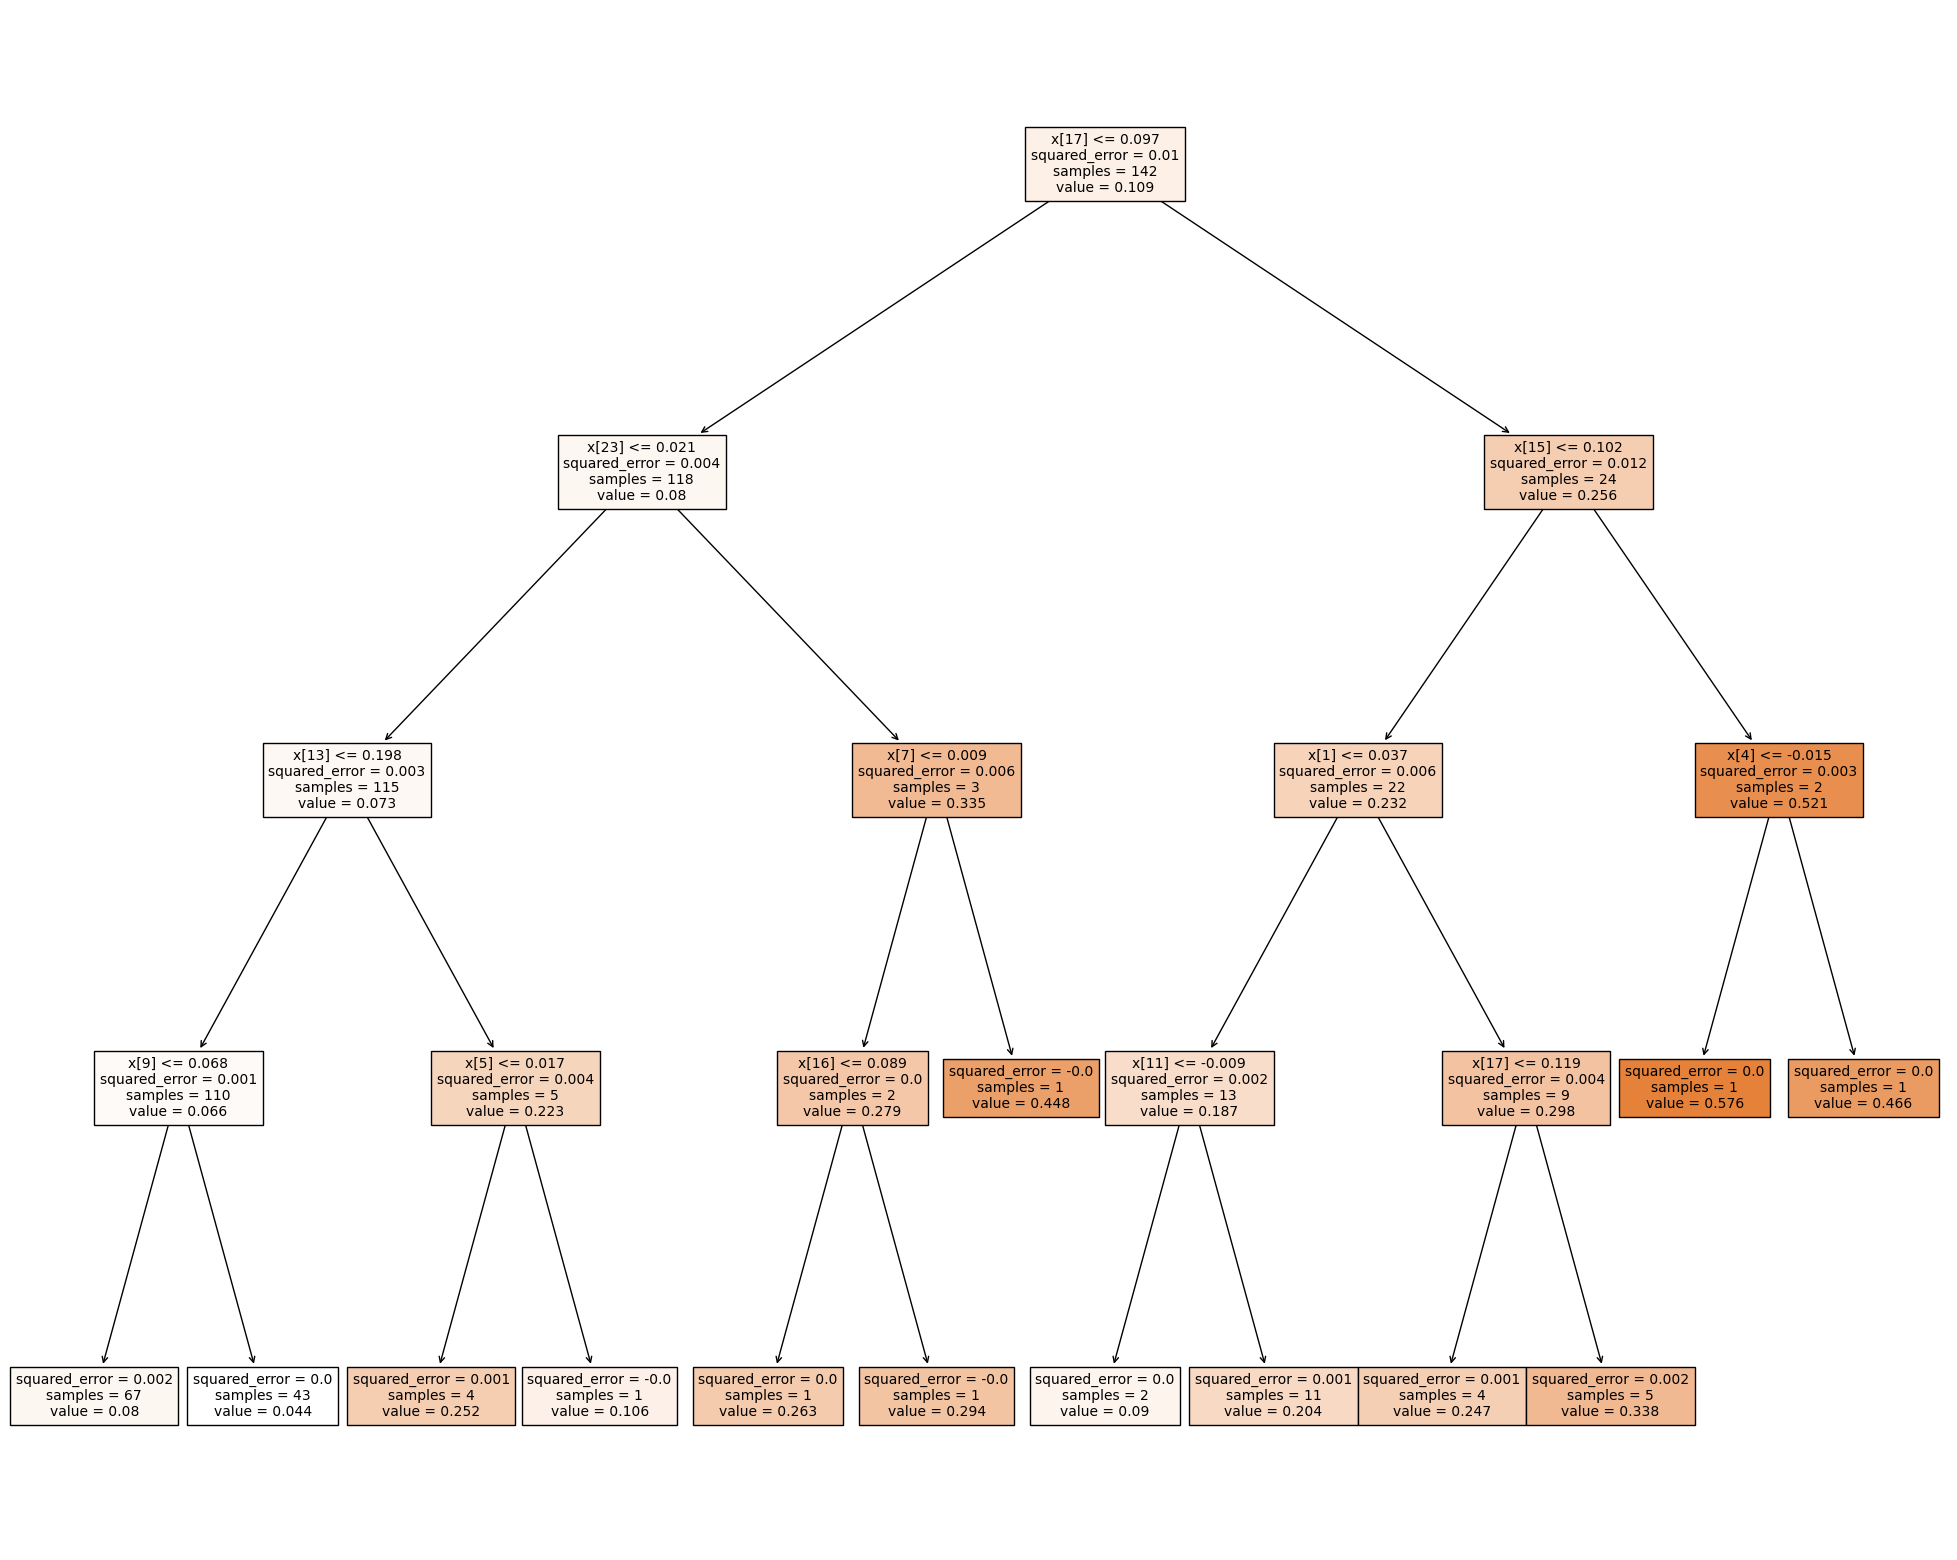 x[17] <= 0.097
squared_error = 0.01
samples = 142
value = 0.109
x[23] <= 0.021
squared_error = 0.004
samples = 118
value = 0.08
x[15] <= 0.102
squared_error = 0.012
samples = 24
value = 0.256
x[13] <= 0.198
squared_error = 0.003
samples = 115
value = 0.073
x[7] <= 0.009
squared_error = 0.006
samples = 3
value = 0.335
x[1] <= 0.037
squared_error = 0.006
samples = 22
value = 0.232
x[4] <= -0.015
squared_error = 0.003
samples = 2
value = 0.521
x[9] <= 0.068
squared_error = 0.001
samples = 110
value = 0.066
x[5] <= 0.017
squared_error = 0.004
samples = 5
value = 0.223
x[16] <= 0.089
squared_error = 0.0
samples = 2
value = 0.279
squared_error = -0.0
samples = 1
value = 0.448
x[11] <= -0.009
squared_error = 0.002
samples = 13
value = 0.187
x[17] <= 0.119
squared_error = 0.004
samples = 9
value = 0.298
squared_error = 0.0
samples = 1
value = 0.576
squared_error = 0.0
samples = 1
value = 0.466
squared_error = 0.002
samples = 67
value = 0.08
squared_error = 0.0
samples = 43
value = 0.044
squared_error = 0.001
samples = 4
value = 0.252
squared_error = -0.0
samples = 1
value = 0.106
squared_error = 0.0
samples = 1
value = 0.263
squared_error = -0.0
samples = 1
value = 0.294
squared_error = 0.0
samples = 2
value = 0.09
squared_error = 0.001
samples = 11
value = 0.204
squared_error = 0.001
samples = 4
value = 0.247
squared_error = 0.002
samples = 5
value = 0.338